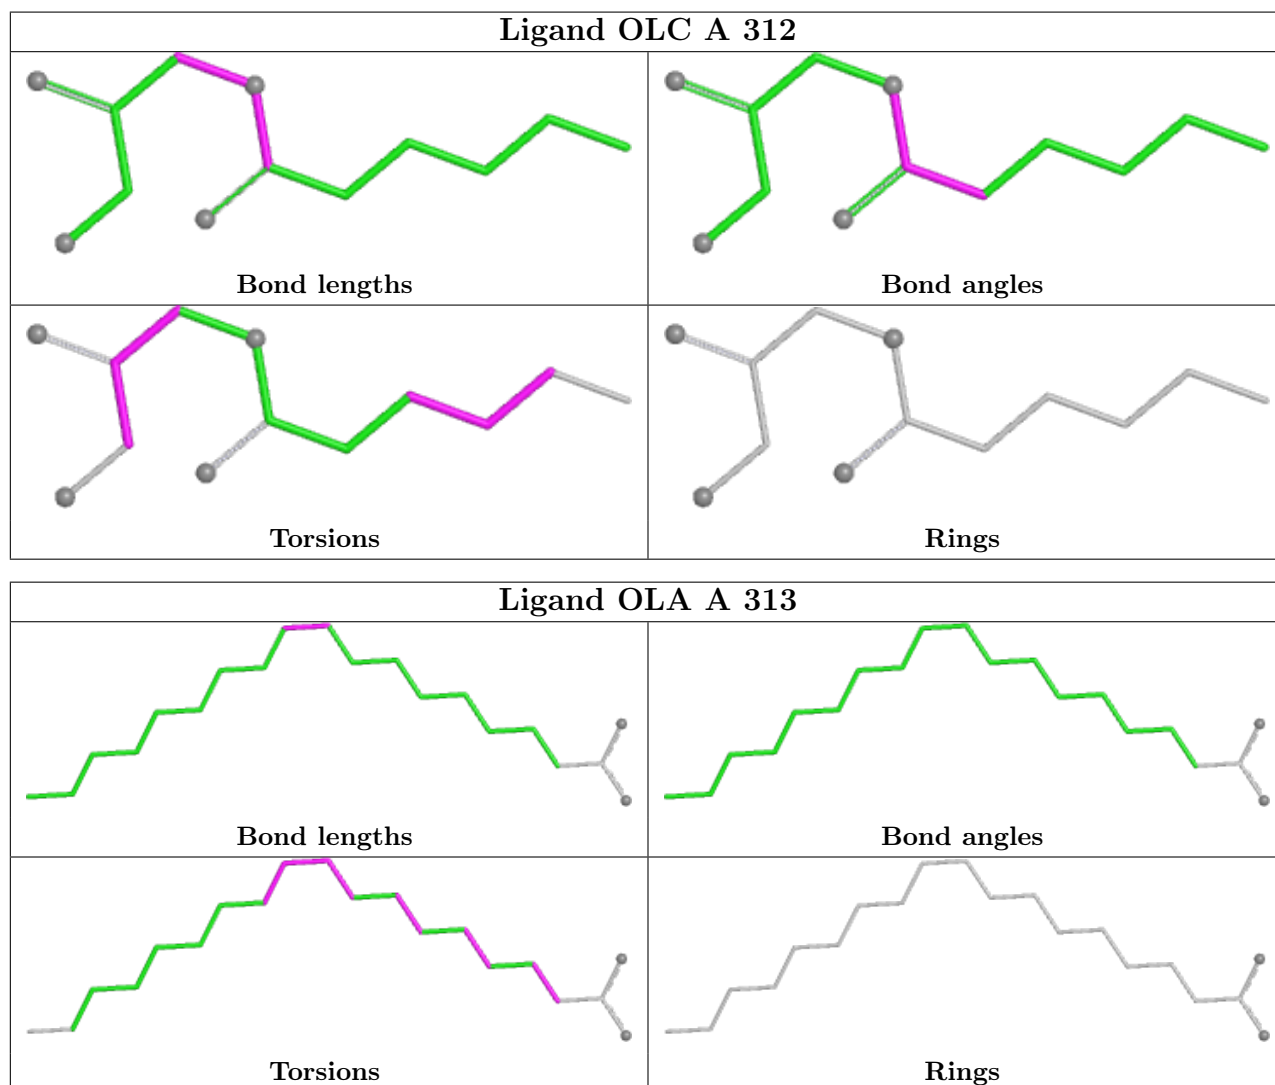 Ligand OLC A 312
Bond lengths
Bond angles
Torsions
Rings
Ligand OLA A 313
Bond lengths
Bond angles
Torsions
Rings